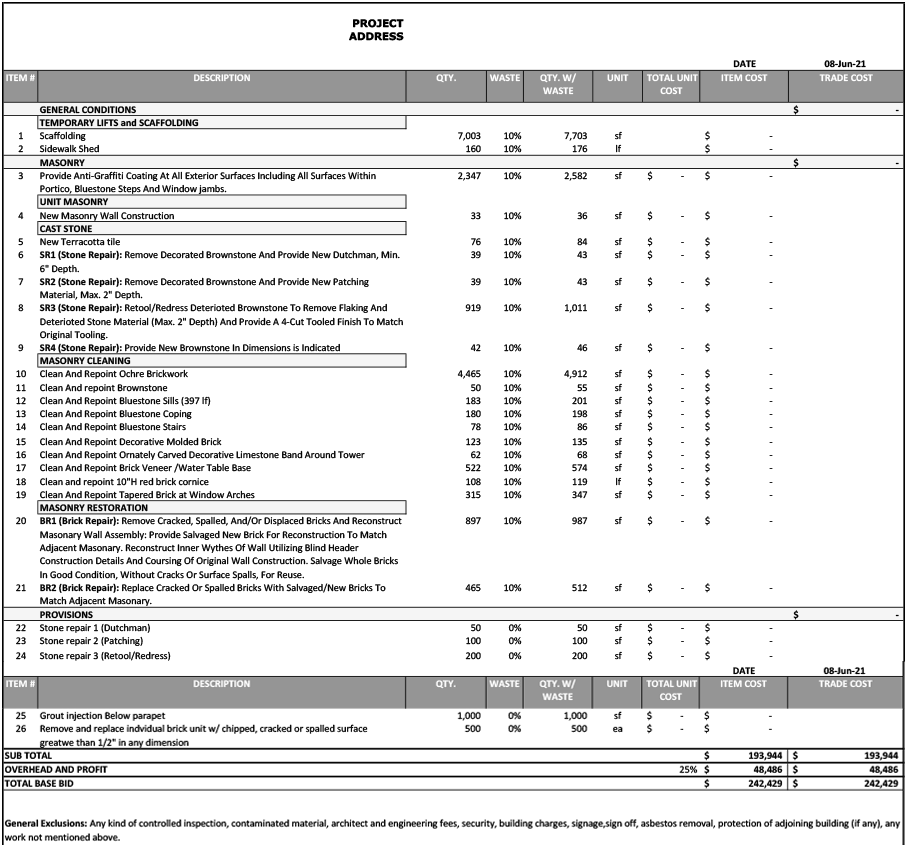 PROJECT
ADDRESS
DATE 08-Jun-21
ITEM # DESCRIPTION QTY. WASTE QTY. W/ WASTE UNIT TOTAL UNIT COST ITEM COST TRADE COST
GENERAL CONDITIONS $ -
TEMPORARY LIFTS and SCAFFOLDING
1 Scaffolding 7,003 10% 7,703 sf $ -
2 Sidewalk Shed 160 10% 176 lf $ -
MASONRY $ -
3 Provide Anti-Graffiti Coating At All Exterior Surfaces Including All Surfaces Within 2,347 10% 2,582 sf $ - $ -
Portico, Bluestone Steps And Window jambs.
UNIT MASONRY
4 New Masonry Wall Construction 33 10% 36 sf $ - $ -
CAST STONE
5 New Terracotta tile 76 10% 84 sf $ - $ -
6 SR1 (Stone Repair): Remove Decorated Brownstone And Provide New Dutchman, Min. 39 10% 43 sf $ - $ -
6" Depth.
7 SR2 (Stone Repair): Remove Decorated Brownstone And Provide New Patching 39 10% 43 sf $ - $ -
Material, Max. 2" Depth.
8 SR3 (Stone Repair): Retool/Redress Deterioted Brownstone To Remove Flaking And 919 10% 1,011 sf $ - $ -
Deterioted Stone Material (Max. 2" Depth) And Provide A 4-Cut Tooled Finish To Match
Original Tooling.
9 SR4 (Stone Repair): Provide New Brownstone In Dimensions is Indicated 42 10% 46 sf $ - $ -
MASONRY CLEANING
10 Clean And Repoint Ochre Brickwork 4,465 10% 4,912 sf $ - $ -
11 Clean And repoint Brownstone 50 10% 55 sf $ - $ -
12 Clean And Repoint Bluestone Sills (397 lf) 183 10% 201 sf $ - $ -
13 Clean And Repoint Bluestone Coping 180 10% 198 sf $ - $ -
14 Clean And Repoint Bluestone Stairs 78 10% 86 sf $ - $ -
15 Clean And Repoint Decorative Molded Brick 123 10% 135 sf $ - $ -
16 Clean And Repoint Ornately Carved Decorative Limestone Band Around Tower 62 10% 68 sf $ - $ -
17 Clean And Repoint Brick Veneer /Water Table Base 522 10% 574 sf $ - $ -
18 Clean and repoint 10"H red brick cornice 108 10% 119 lf $ - $ -
19 Clean And Repoint Tapered Brick at Window Arches 315 10% 347 sf $ - $ -
MASONRY RESTORATION
20 BR1 (Brick Repair): Remove Cracked, Spalled, And/Or Displaced Bricks And Reconstruct 897 10% 987 sf $ - $ -
Masonary Wall Assembly: Provide Salvaged New Brick For Reconstruction To Match
Adjacent Masonary. Reconstruct Inner Wythes Of Wall Utilizing Blind Header
Construction Details And Coursing Of Original Wall Construction. Salvage Whole Bricks
In Good Condition, Without Cracks Or Surface Spalls, For Reuse.
21 BR2 (Brick Repair): Replace Cracked Or Spalled Bricks With Salvaged/New Bricks To 465 10% 512 sf $ - $ -
Match Adjacent Masonary.
PROVISIONS $ -
22 Stone repair 1 (Dutchman) 50 0% 50 sf $ - $ -
23 Stone repair 2 (Patching) 100 0% 100 sf $ - $ -
24 Stone repair 3 (Retool/Redress) 200 0% 200 sf $ - $ -
DATE 08-Jun-21
ITEM # DESCRIPTION QTY. WASTE QTY. W/ WASTE UNIT TOTAL UNIT COST ITEM COST TRADE COST
25 Grout injection Below parapet 1,000 0% 1,000 sf $ - $ -
26 Remove and replace indvidual brick unit w/ chipped, cracked or spalled surface 500 0% 500 ea $ - $ -
greatwe than 1/2" in any dimension
SUB TOTAL $ 193,944 $ 193,944
OVERHEAD AND PROFIT 25% $ 48,486 $ 48,486
TOTAL BASE BID $ 242,429 $ 242,429
General Exclusions: Any kind of controlled inspection, contaminated material, architect and engineering fees, security, building charges, signage,sign off, asbestos removal, protection of adjoining building (if any), any
work not mentioned above.